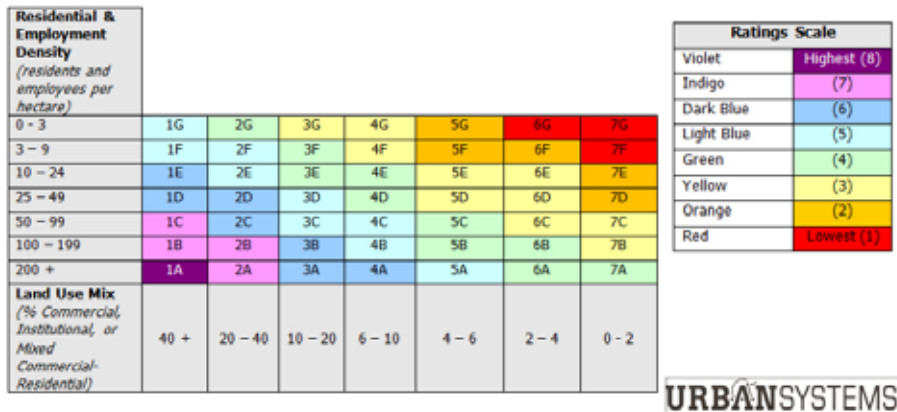 Residential &
Employment
Density
(residents and
employees per
hectare)
0 - 3 1G 2G 3G 4G 5G 6G 7G
3 – 9 1F 2F 3F 4F 5F 6F 7F
10 – 24 1E 2E 3E 4E 5E 6E 7E
25 – 49 1D 2D 3D 4D 5D 6D 7D
50 – 99 1C 2C 3C 4C 5C 6C 7C
100 – 199 1B 2B 3B 4B 5B 6B 7B
200 + 1A 2A 3A 4A 5A 6A 7A
Land Use Mix
(% Commercial,
Institutional, or
Mixed
Commercial-
Residential)
40 + 20 – 40 10 – 20 6 – 10 4 – 6 2 – 4 0 - 2
Ratings Scale
Violet Highest (8)
Indigo (7)
Dark Blue (6)
Light Blue (5)
Green (4)
Yellow (3)
Orange (2)
Red Lowest (1)
URBANSYSTEMS